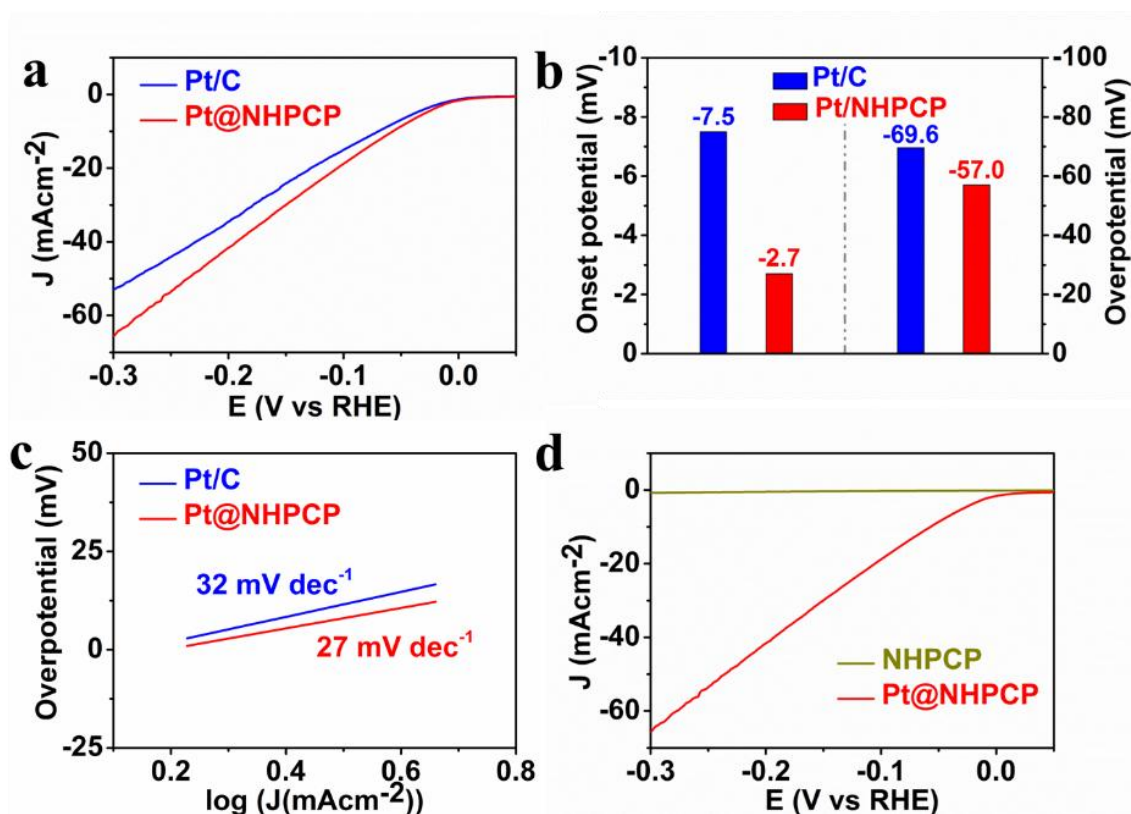 a
Pt/C
Pt@NHPCP
0
-20
-40
-60
J (mAcm-2)
-0.3 -0.2 -0.1 0.0
E (V vs RHE)
b
Pt/C
Pt/NHPCP
-10
-8
-6
-4
-2
0
Onset potential (mV)
-7.5
-2.7
-69.6
-57.0
-100
-80
-60
-40
-20
0
Overpotential (mV)
c
Pt/C
Pt@NHPCP
50
25
0
-25
Overpotential (mV)
32 mV dec-1
27 mV dec-1
0.2 0.4 0.6 0.8
log (J(mAcm-2))
d
0
-20
-40
-60
J (mAcm-2)
NHPCP
Pt@NHPCP
-0.3 -0.2 -0.1 0.0
E (V vs RHE)